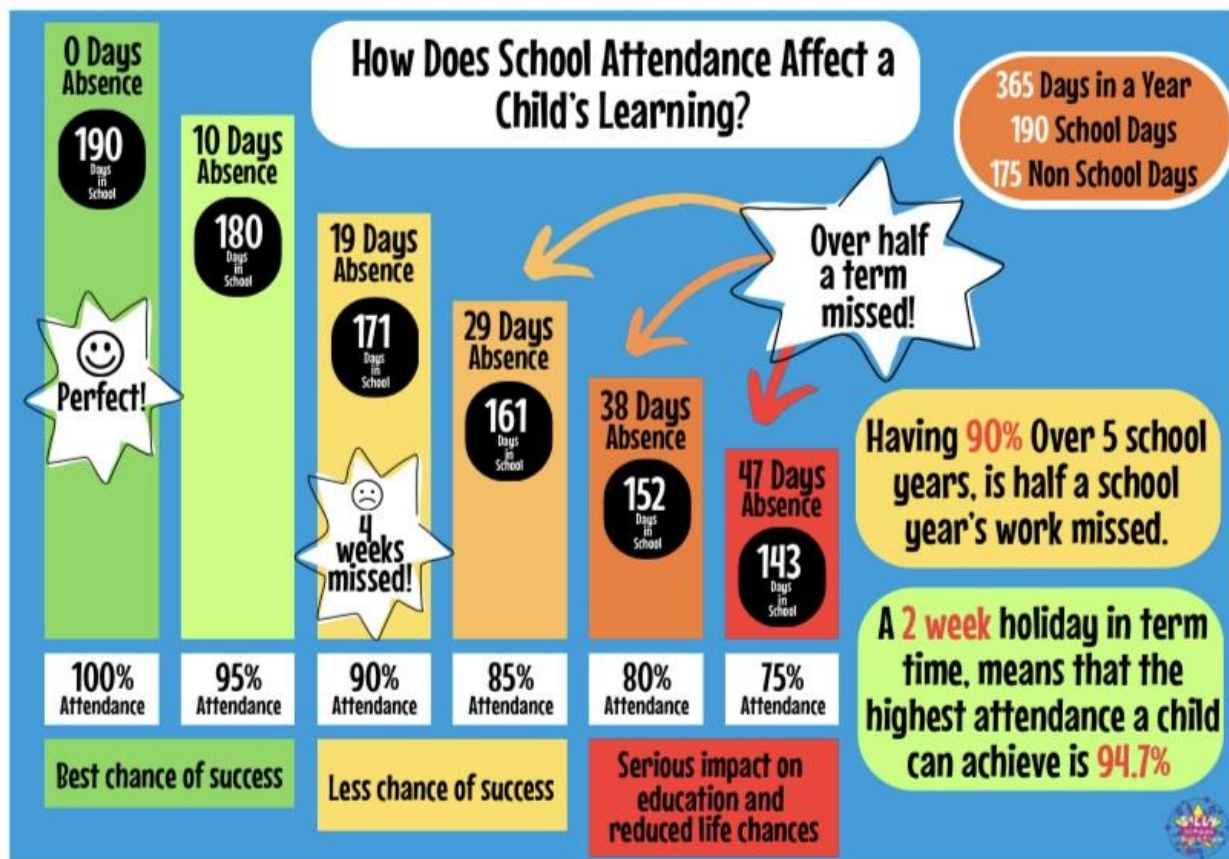 How Does School Attendance Affect a
Child's Learning?
365 Days in a Year
190 School Days
175 Non School Days
0 Days
Absence
190
Days
in
School
Perfect!
10 Days
Absence
180
Days
in
School
19 Days
Absence
171
Days
in
School
4
weeks
missed!
29 Days
Absence
161
Days
in
School
38 Days
Absence
152
Days
in
School
47 Days
Absence
143
Days
in
School
Over half
a term
missed!
100%
Attendance
95%
Attendance
90%
Attendance
85%
Attendance
80%
Attendance
75%
Attendance
Best chance of success
Less chance of success
Serious impact on
education and
reduced life chances
Having 90% Over 5 school
years, is half a school
year's work missed.
A 2 week holiday in term
time, means that the
highest attendance a child
can achieve is 94.7%